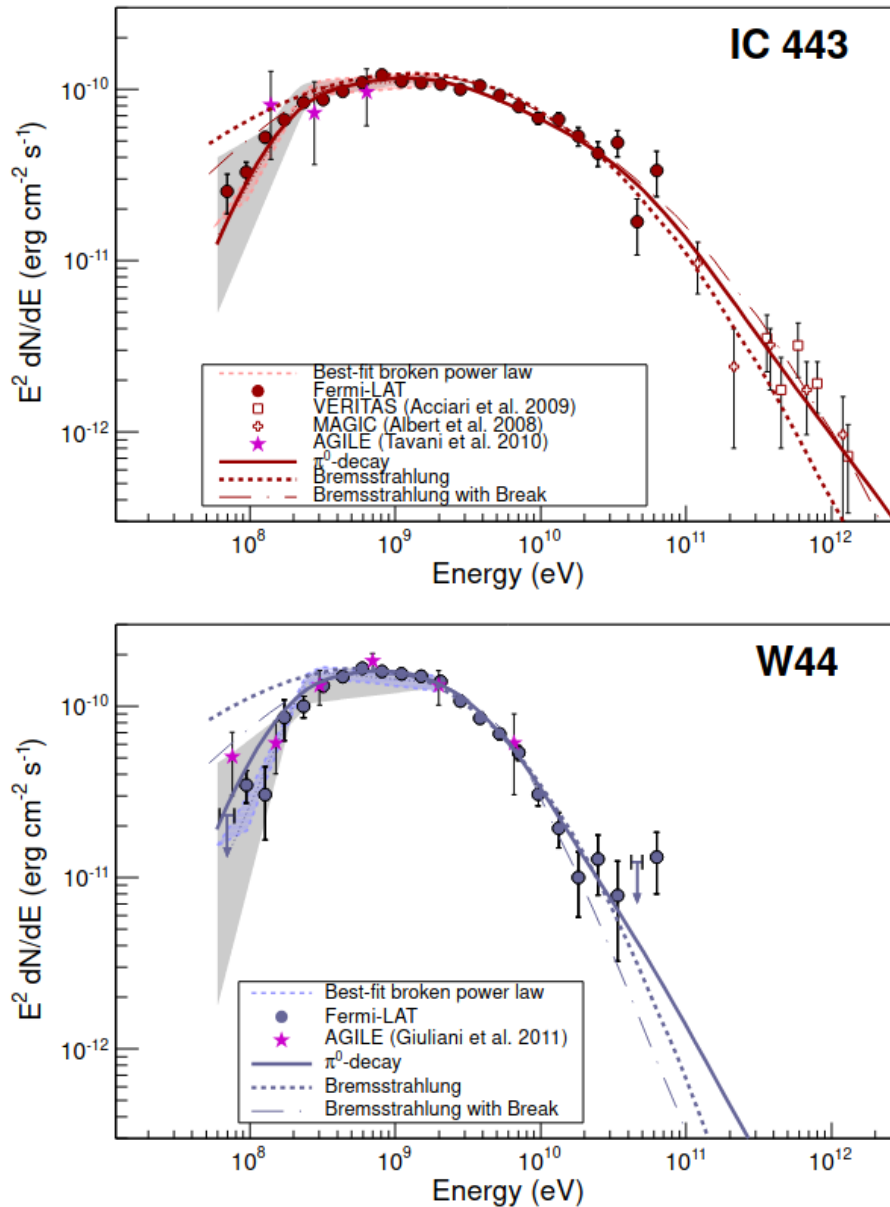 IC 443
E² dN/dE (erg cm⁻² s⁻¹)
10⁻¹⁰
10⁻¹¹
10⁻¹²
Best-fit broken power law
Fermi-LAT
VERITAS (Acciari et al. 2009)
MAGIC (Albert et al. 2008)
AGILE (Tavani et al. 2010)
π⁰-decay
Bremsstrahlung
Bremsstrahlung with Break
10⁸ 10⁹ 10¹⁰ 10¹¹ 10¹²
Energy (eV)
W44
E² dN/dE (erg cm⁻² s⁻¹)
10⁻¹⁰
10⁻¹¹
10⁻¹²
Best-fit broken power law
Fermi-LAT
AGILE (Giuliani et al. 2011)
π⁰-decay
Bremsstrahlung
Bremsstrahlung with Break
10⁸ 10⁹ 10¹⁰ 10¹¹ 10¹²
Energy (eV)